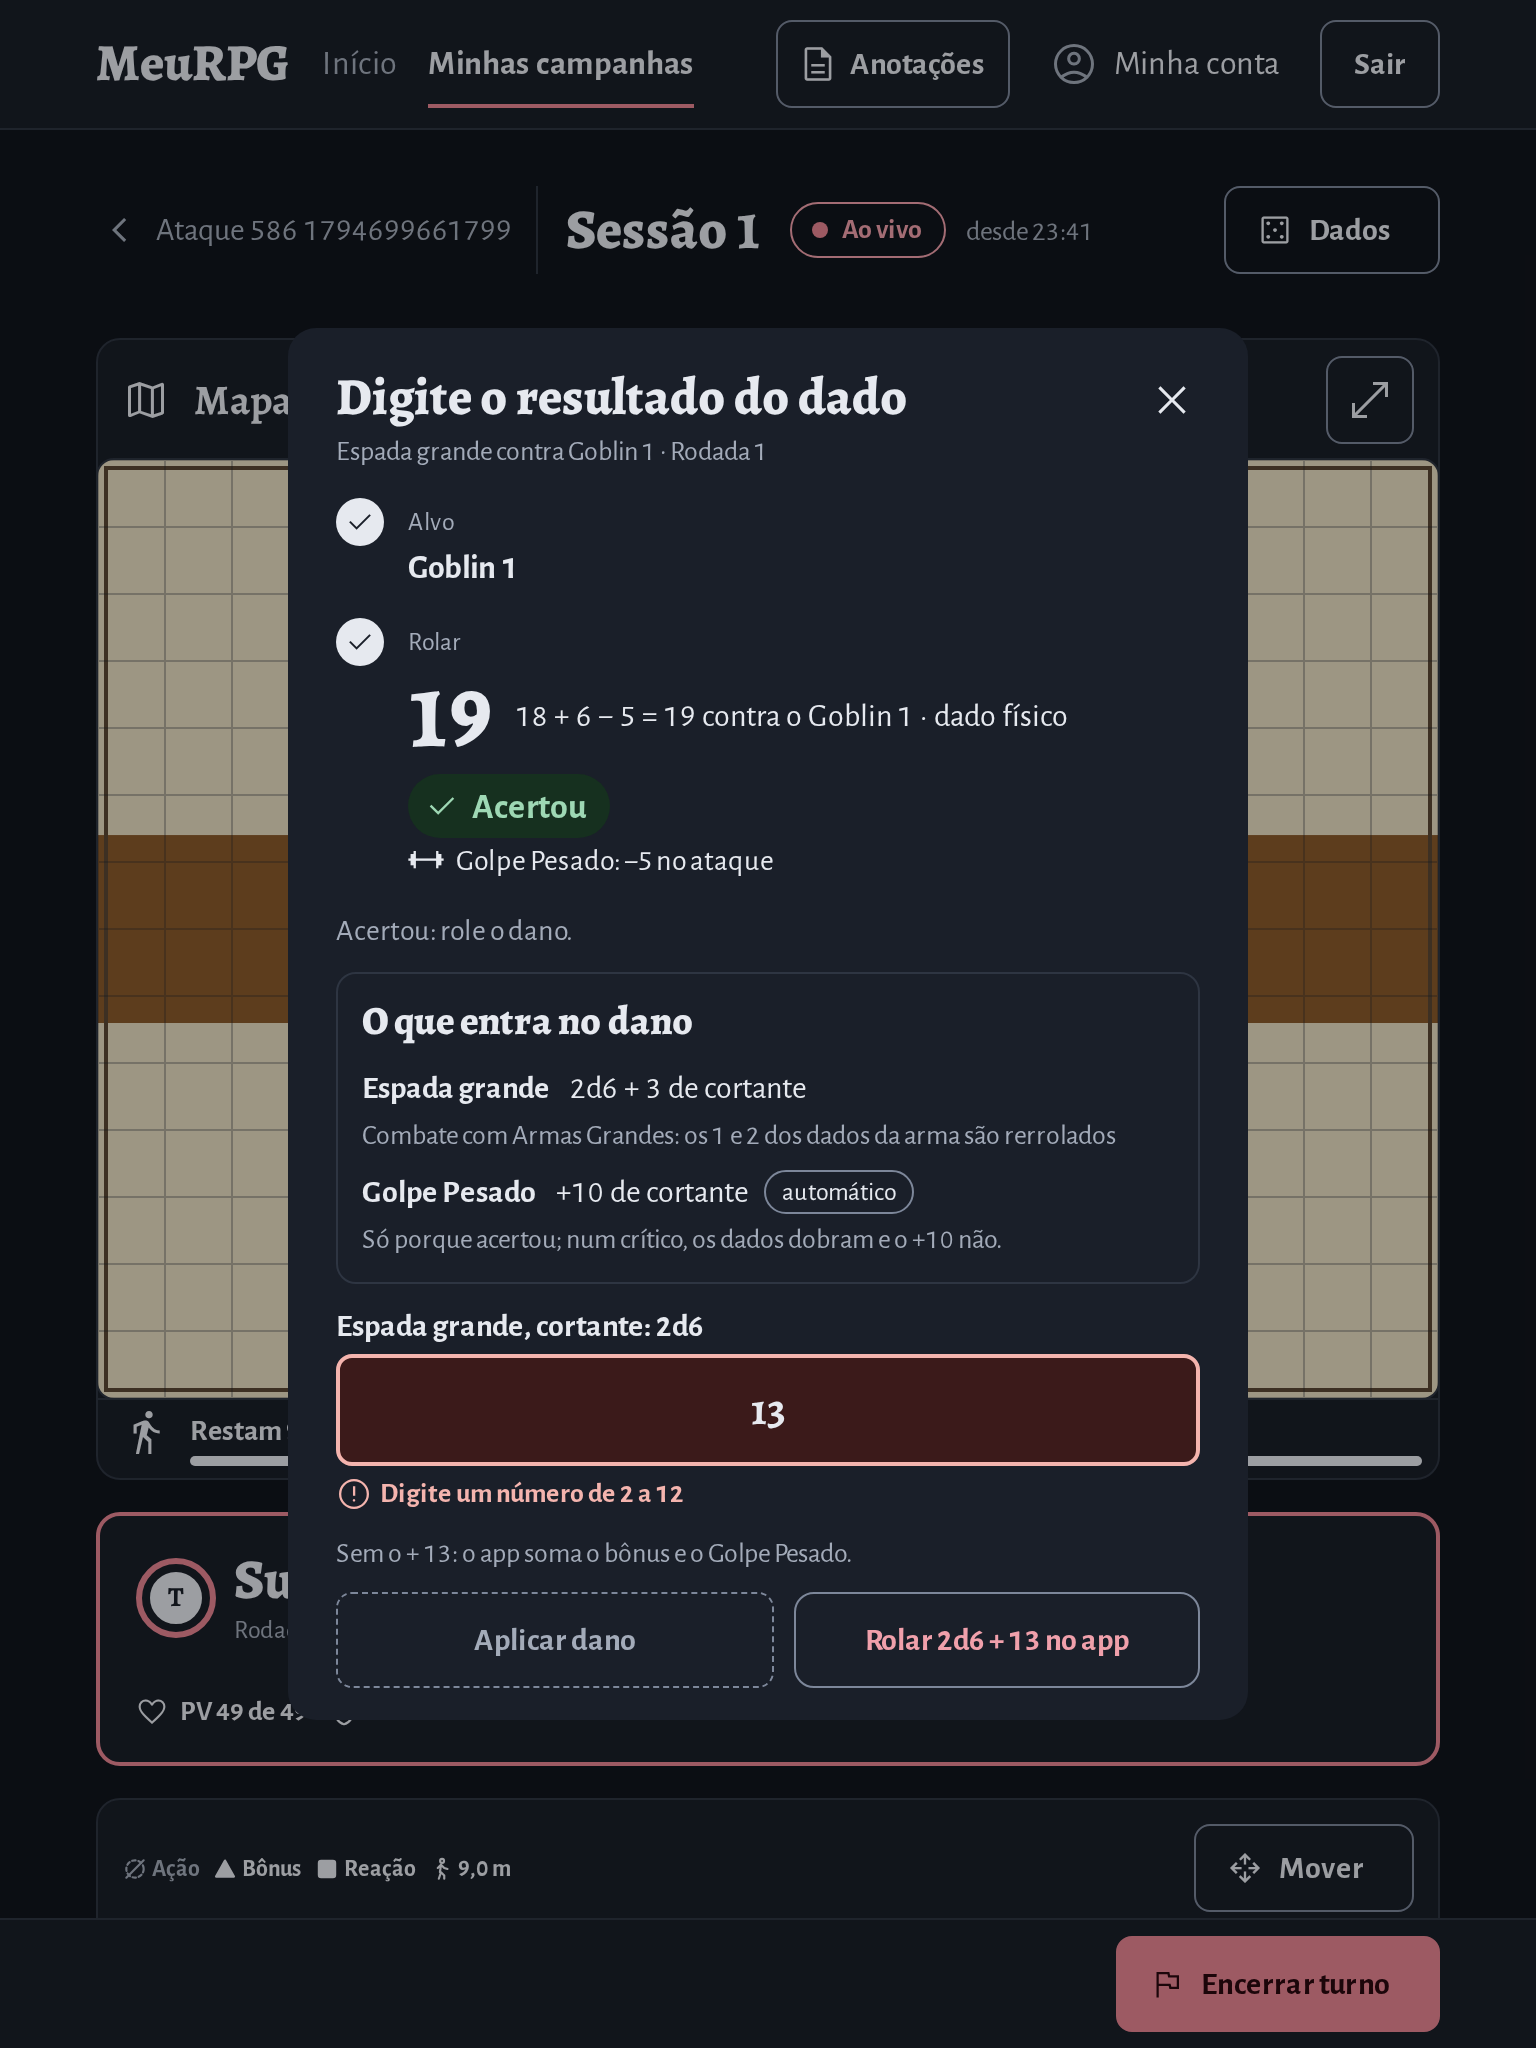 MeuRPG Início Minhas campanhas Anotações Minha conta Sair
Ataque 586 1794699661799 Sessão 1 Ao vivo desde 23:41 Dados
Mapa
Digite o resultado do dado
Espada grande contra Goblin 1 · Rodada 1
Alvo
Goblin 1
Rolar
19 18 + 6 − 5 = 19 contra o Goblin 1 · dado físico
Acertou
Golpe Pesado: −5 no ataque
Acertou: role o dano.
O que entra no dano
Espada grande 2d6 + 3 de cortante
Combate com Armas Grandes: os 1 e 2 dos dados da arma são rerrolados
Golpe Pesado +10 de cortante automático
Só porque acertou; num crítico, os dados dobram e o +10 não.
Espada grande, cortante: 2d6
13
Digite um número de 2 a 12
Sem o + 13: o app soma o bônus e o Golpe Pesado.
Aplicar dano Rolar 2d6 + 13 no app
Restam
T
PV 49 de 49
Ação Bônus Reação 9,0 m Mover
Encerrar turno